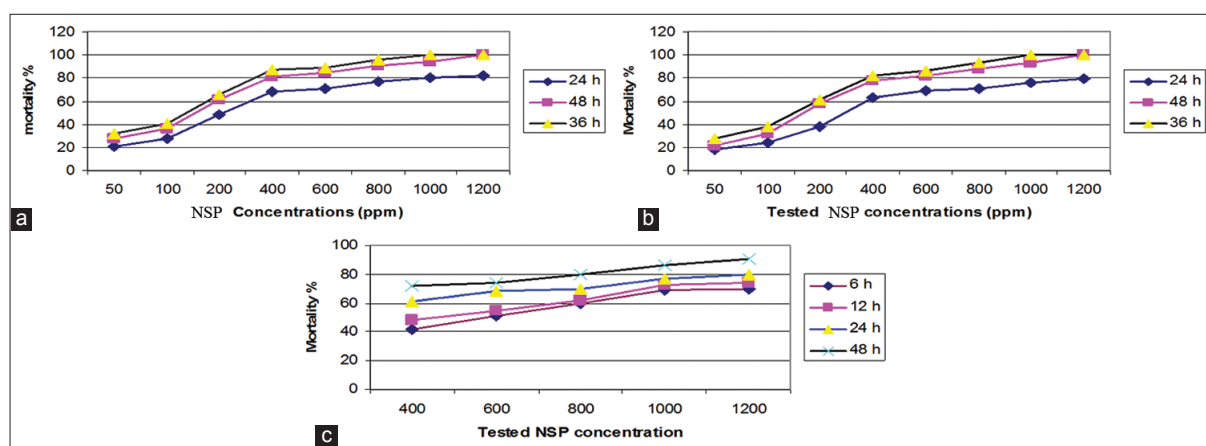 120
100
80
60
40
20
0
mortality %
50 100 200 400 600 800 1000 1200
NSP Concentrations (ppm)
24 h
48 h
36 h
a
120
100
80
60
40
20
0
Mortality %
50 100 200 400 600 800 1000 1200
Tested NSP concentrations (ppm)
24 h
48 h
36 h
b
100
80
60
40
20
0
Mortality %
400 600 800 1000 1200
Tested NSP concentration
6 h
12 h
24 h
48 h
c